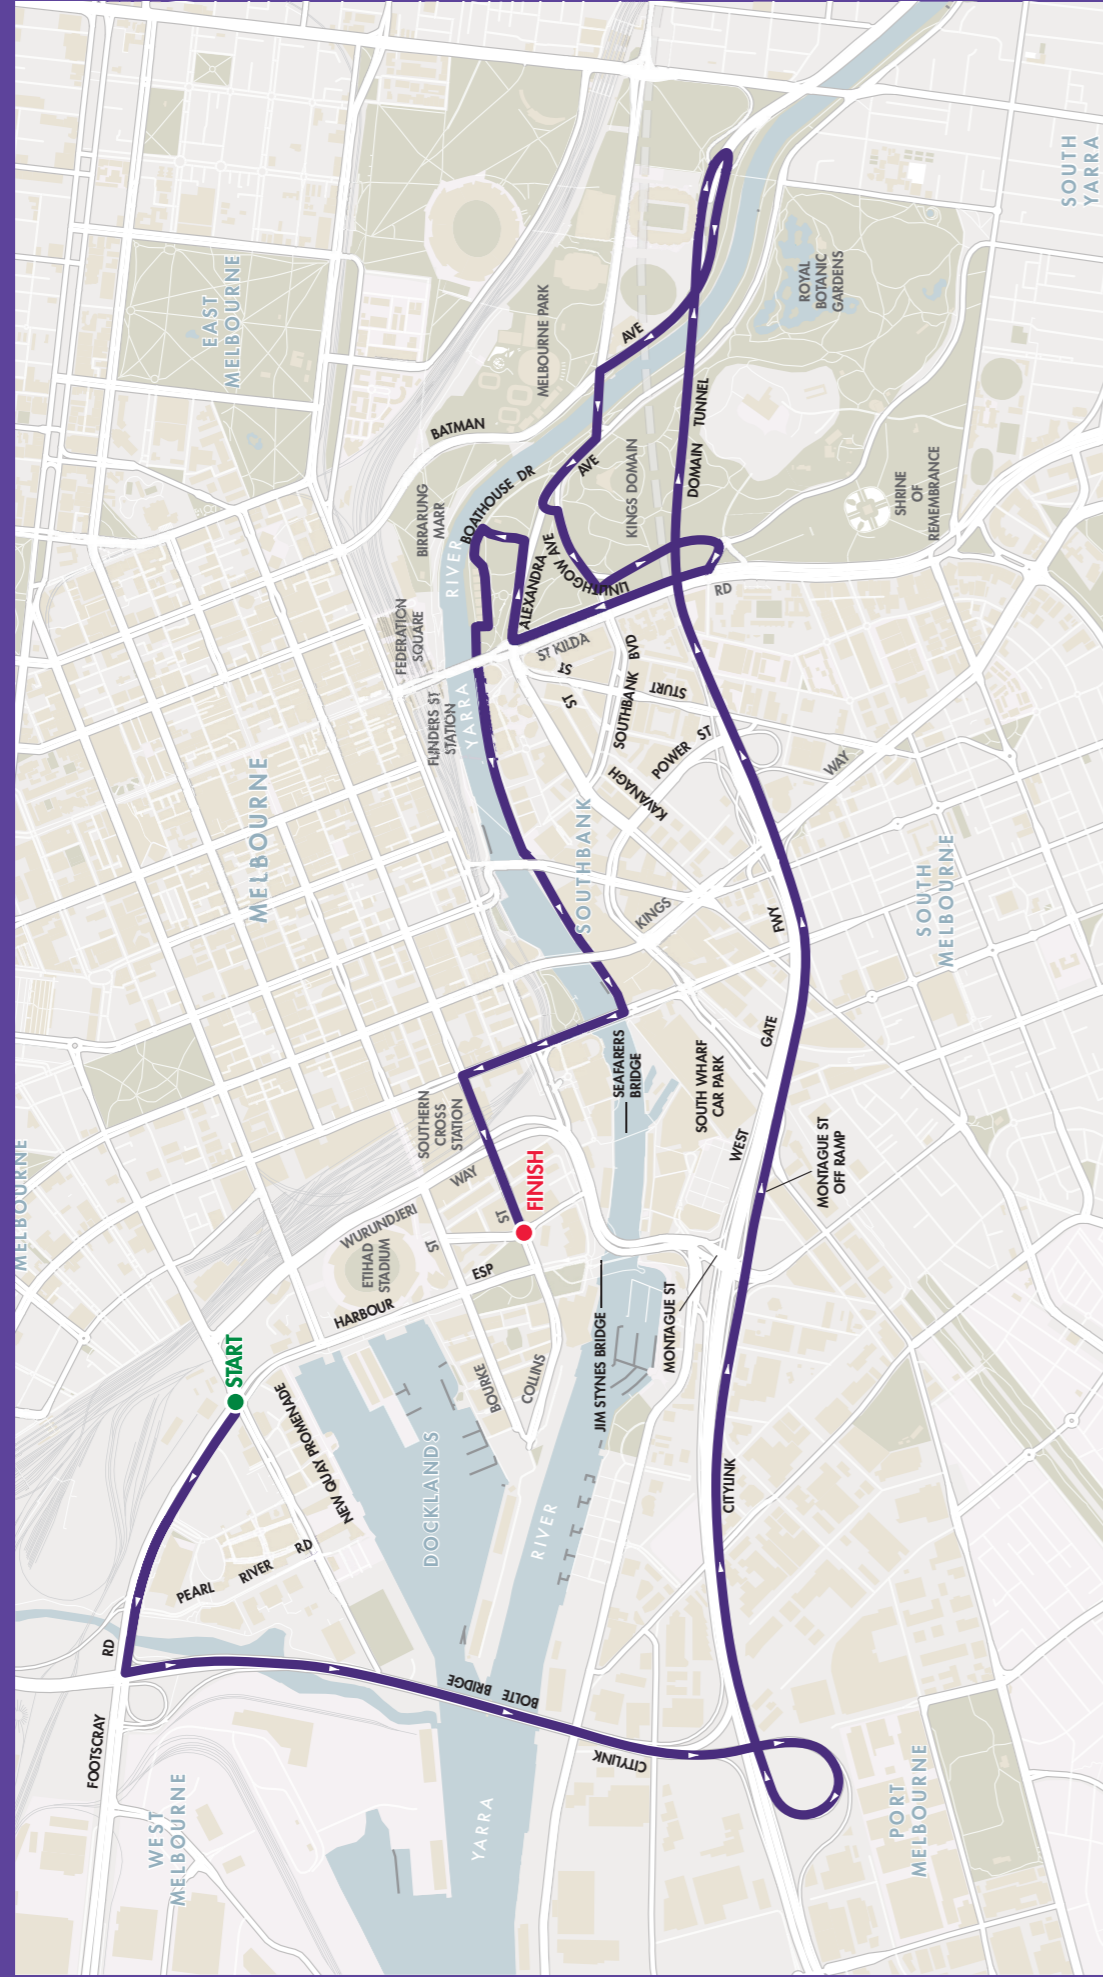 SOUTH
YARRA
EAST
MELBOURNE
ROYAL
BOTANIC
GARDENS
MELBOURNE PARK
AVE
BATMAN
DOMAIN TUNNEL
BOATHOUSE DR
AVE
KINGS DOMAIN
SHRINE
OF
REMEMBRANCE
BIRRARUNG
MARR
RIVER
ALEXANDRA
LINLITHGOW AVE
RD
FEDERATION
SQUARE
ST KILDA
ST
ST
SOUTHBANK BVD
STURT
FLINDERS ST
STATION
YARRA
POWER ST
KAVANAGH
WAY
MELBOURNE
SOUTHBANK
SOUTH
MELBOURNE
KINGS
FWY
GATE
WEST
SEAFARERS
BRIDGE
SOUTH WHARF
CAR PARK
SOUTHERN
CROSS
STATION
MONTAGUE ST
OFF RAMP
MELBOURNE
WAY
WURUNDJERI
FINISH
ST
ST
ETIHAD
STADIUM
ESP
HARBOUR
START
MONTAGUE ST
JIM STYNES BRIDGE
BOURKE
COLLINS
NEW QUAY PROMENADE
DOCKLANDS
CITYLINK
RIVER
PEARL RIVER RD
RD
FOOTSCRAY
BOLTE BRIDGE
CITYLINK
YARRA
WEST
MELBOURNE
PORT
MELBOURNE